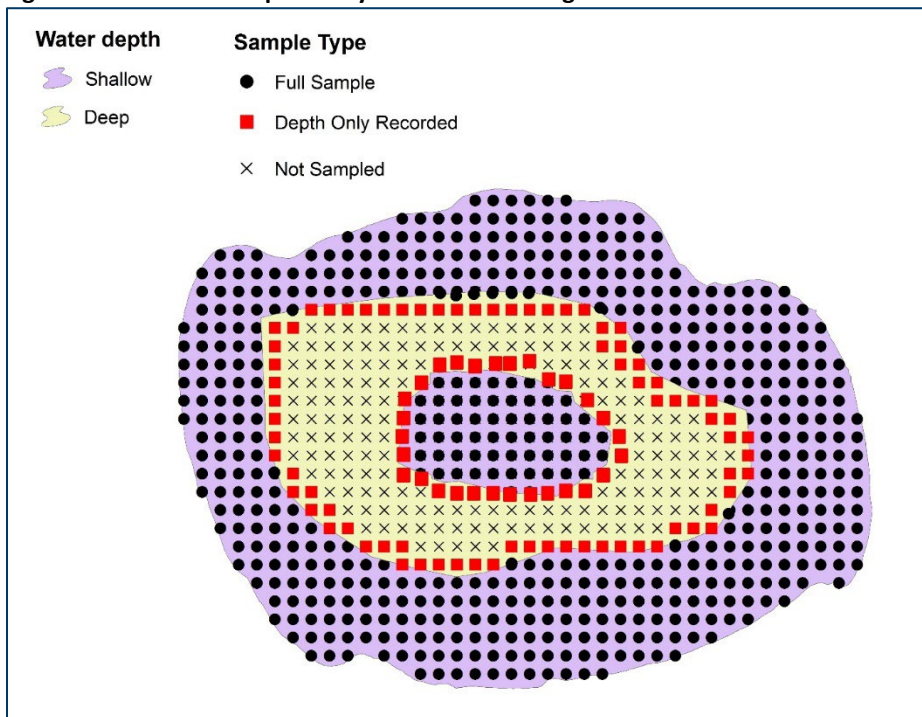 Water depth
Shallow
Deep
Sample Type
Full Sample
Depth Only Recorded
Not Sampled